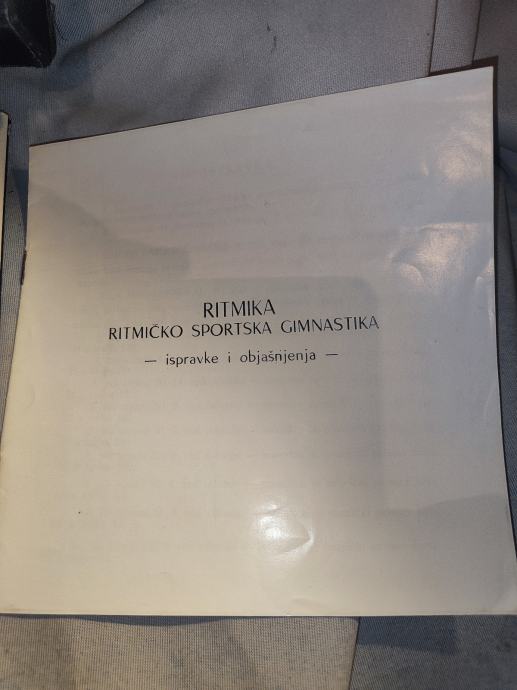 RITMIKA
RITMIČKO SPORTSKA GIMNASTIKA
— ispravke i objašnjenja —